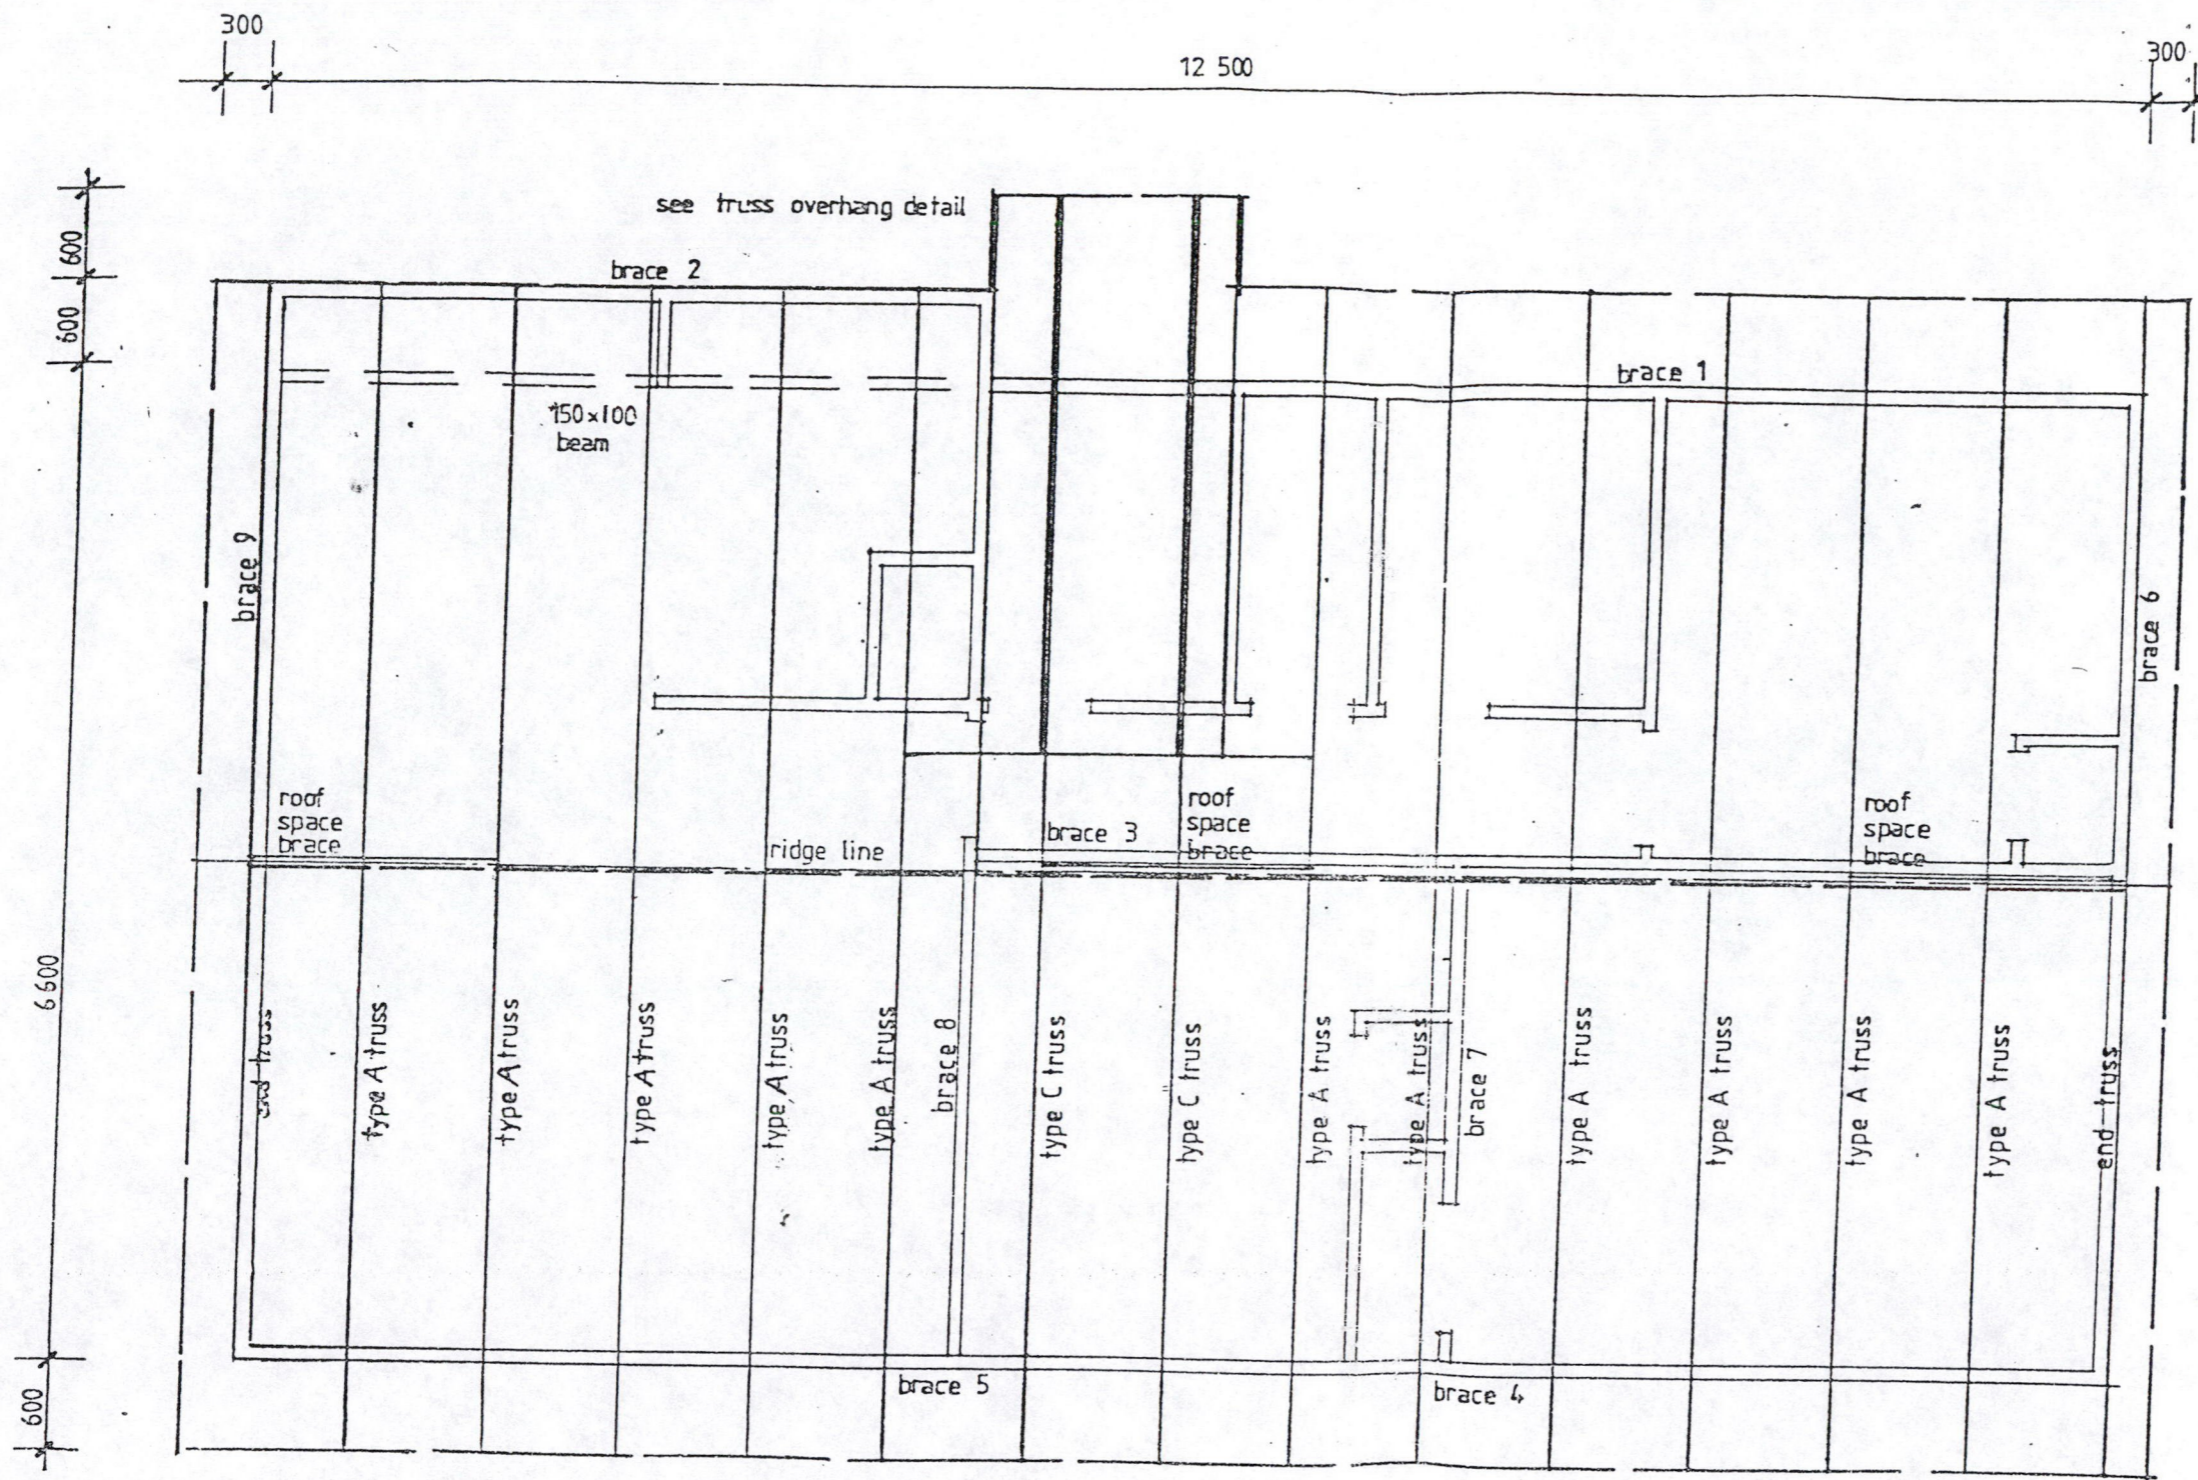 300
12 500
300
600
see truss overhang detail
brace 2
600
brace 1
150×100
beam
brace 9
brace 6
roof
space
brace
ridge line
brace 3
roof
space
brace
roof
space
brace
6600
end truss
type A truss
type A truss
type A truss
type A truss
type A truss
brace 8
type C truss
type C truss
type A truss
type A truss
brace 7
type A truss
type A truss
type A truss
type A truss
end truss
brace 5
brace 4
600